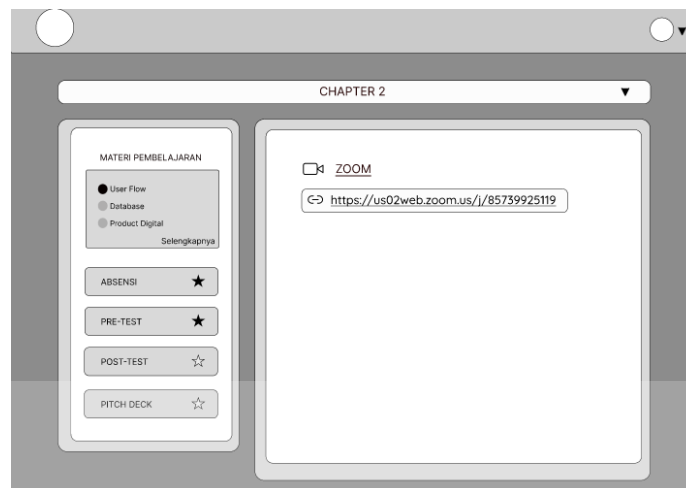 CHAPTER 2
MATERI PEMBELAJARAN
User Flow
Database
Product Digital
Selengkapnya
ABSENSI
PRE-TEST
POST-TEST
PITCH DECK
ZOOM
https://us02web.zoom.us/j/85739925119